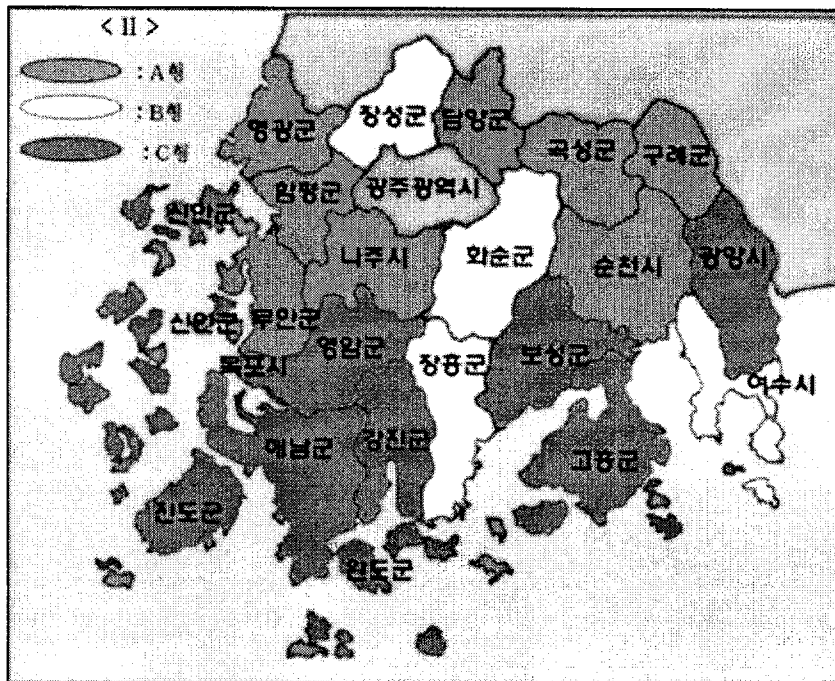 < II >
: A형
: B형
: C형
영광군
장성군
담양군
곡성군
구례군
함평군
광주광역시
신안군
나주시
화순군
순천시
광양시
신안군
무안군
영암군
장흥군
보성군
목포시
여수시
해남군
강진군
고흥군
진도군
완도군